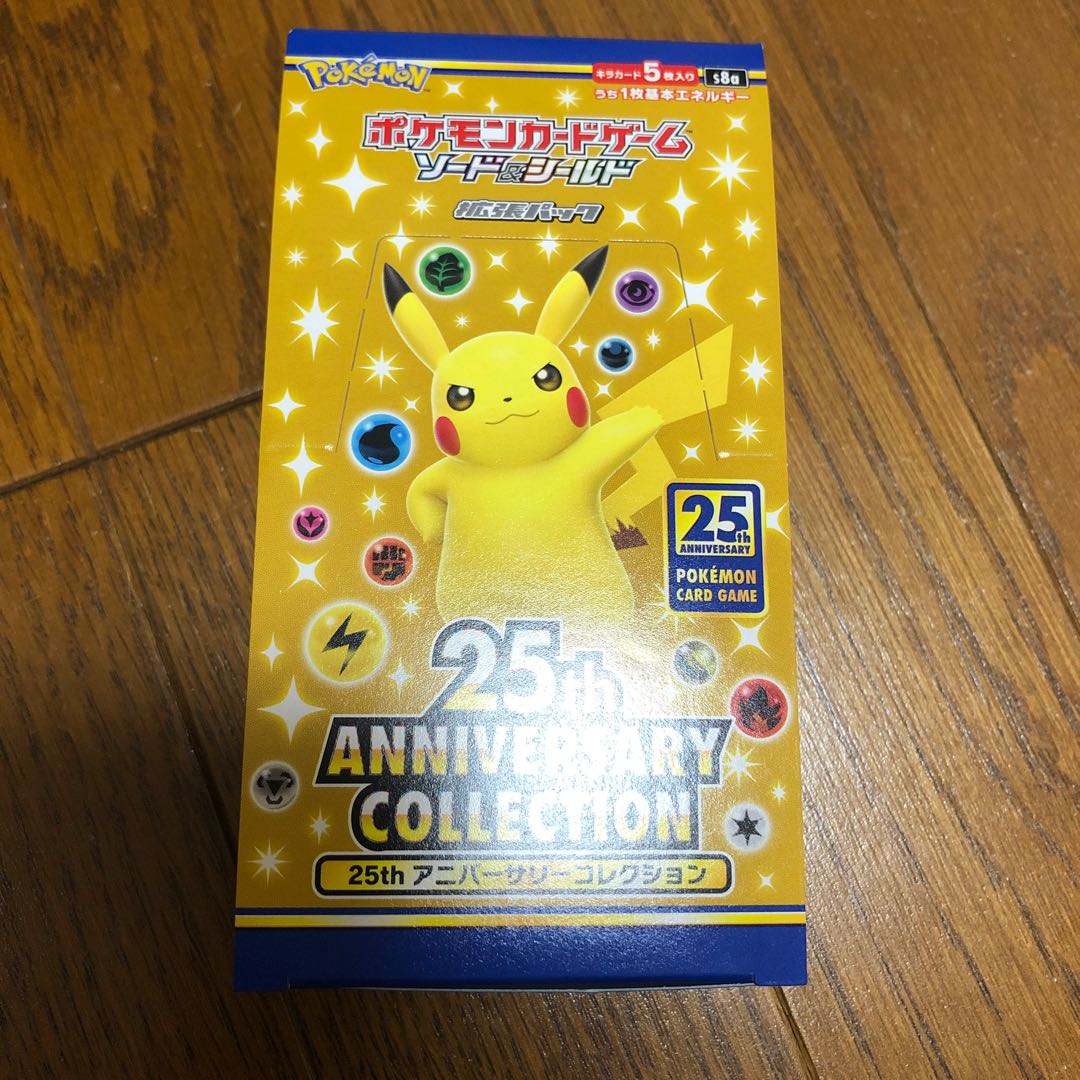 POKÉMON
キラカード5枚入り
s8a
うち1枚基本エネルギー
ポケモンカードゲーム
ソード&シールド
拡張パック
25th
ANNIVERSARY
POKÉMON
CARD GAME
25th
ANNIVERSARY
COLLECTION
25th アニバーサリーコレクション